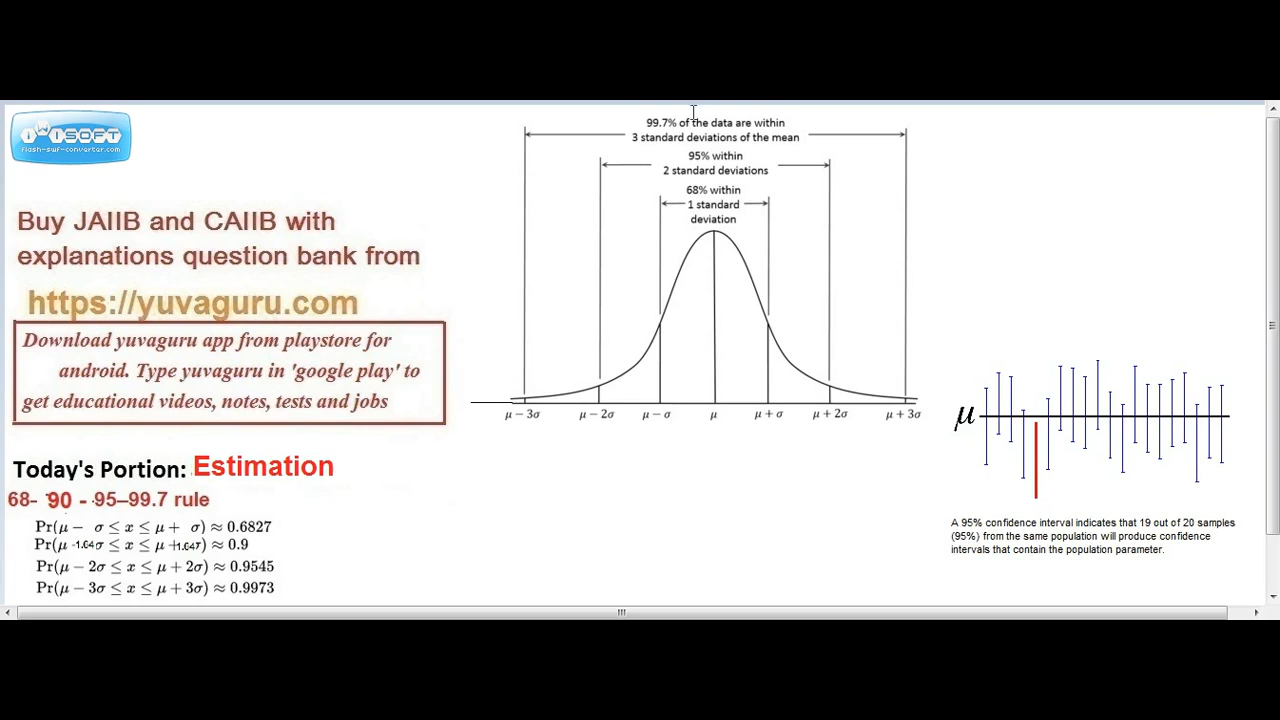 iWiSOFT
flash-swf-converter.com
Buy JAIIB and CAIIB with
explanations question bank from
https://yuvaguru.com
Download yuvaguru app from playstore for
android. Type yuvaguru in 'google play' to
get educational videos, notes, tests and jobs
Today's Portion: Estimation
68- 90 - 95–99.7 rule
Pr(μ − σ ≤ x ≤ μ + σ) ≈ 0.6827
Pr(μ -1.64σ ≤ x ≤ μ +1.64σ) ≈ 0.9
Pr(μ − 2σ ≤ x ≤ μ + 2σ) ≈ 0.9545
Pr(μ − 3σ ≤ x ≤ μ + 3σ) ≈ 0.9973
99.7% of the data are within
3 standard deviations of the mean
95% within
2 standard deviations
68% within
1 standard
deviation
μ − 3σ μ − 2σ μ − σ μ μ + σ μ + 2σ μ + 3σ
μ
A 95% confidence interval indicates that 19 out of 20 samples
(95%) from the same population will produce confidence
intervals that contain the population parameter.